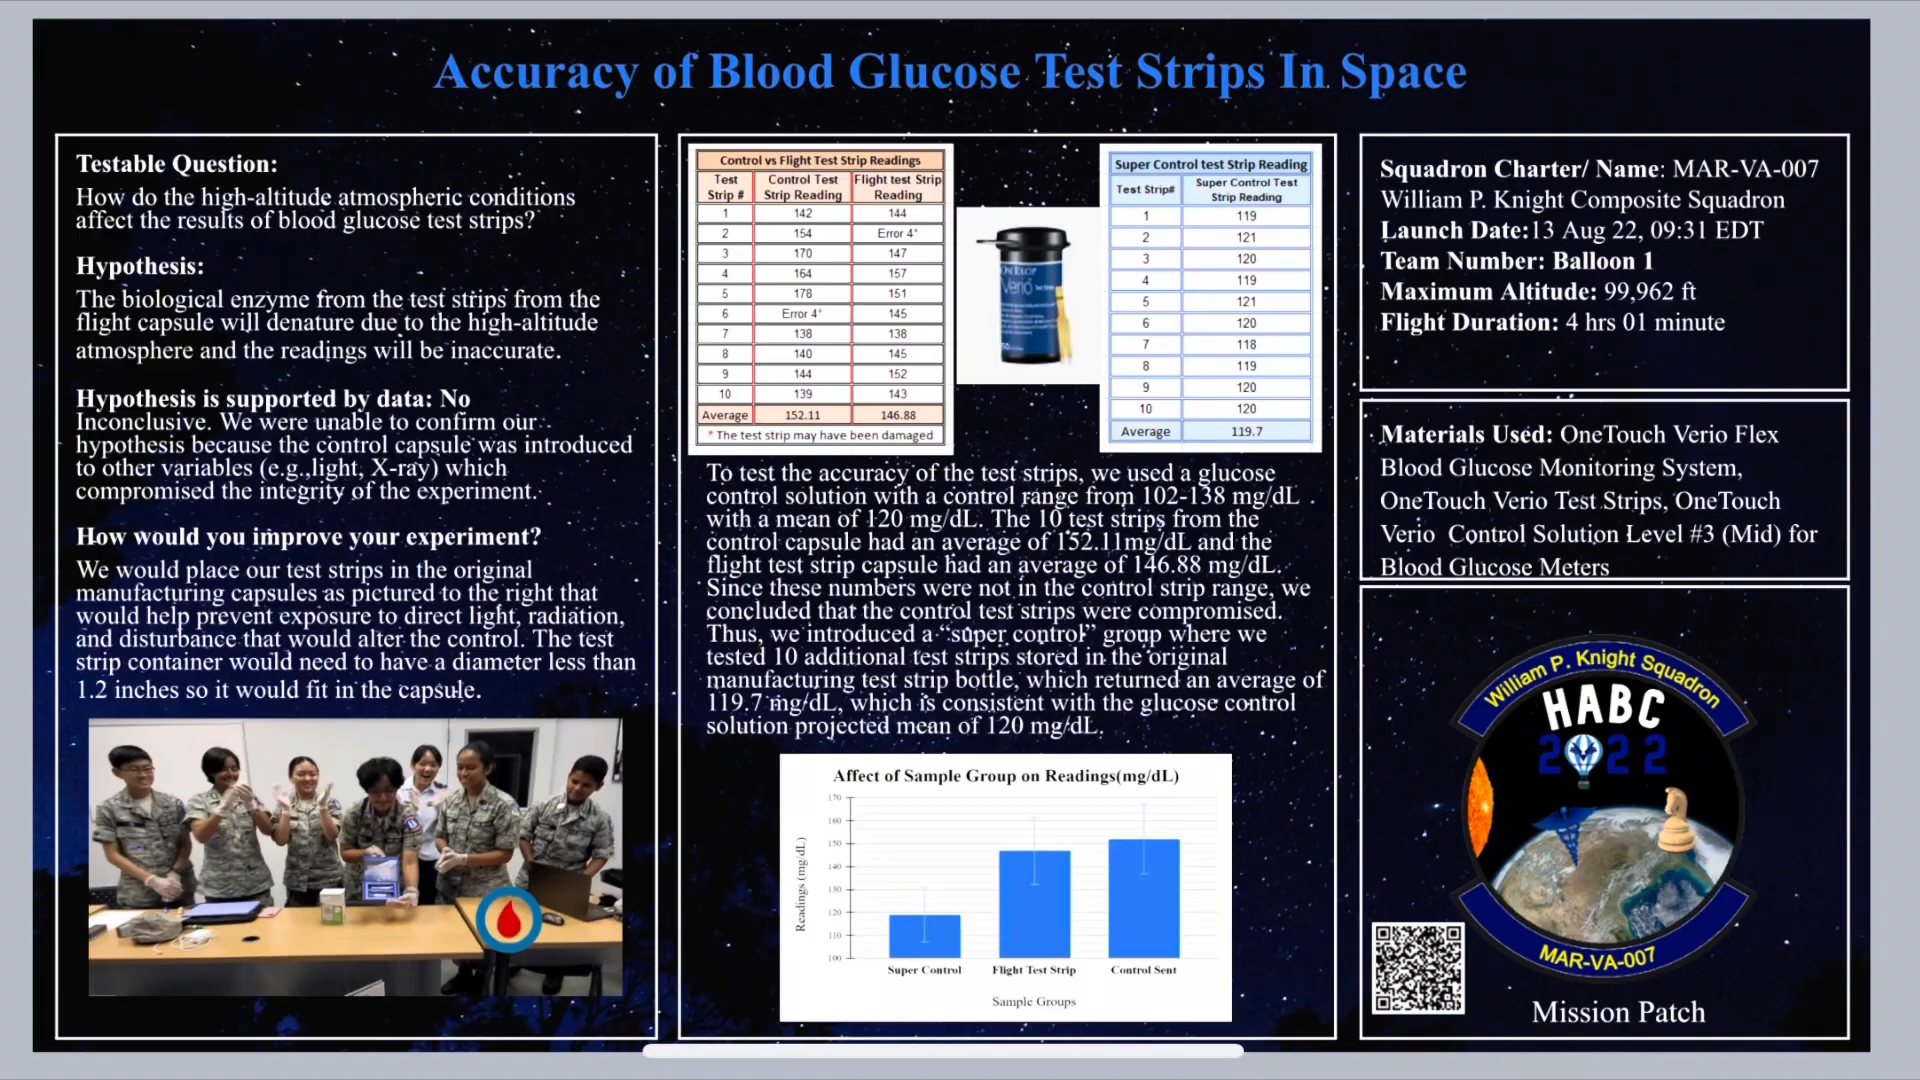 Accuracy of Blood Glucose Test Strips In Space
Testable Question:
How do the high-altitude atmospheric conditions
affect the results of blood glucose test strips?
Hypothesis:
The biological enzyme from the test strips from the
flight capsule will denature due to the high-altitude
atmosphere and the readings will be inaccurate.
Hypothesis is supported by data: No
Inconclusive. We were unable to confirm our
hypothesis because the control capsule was introduced
to other variables (e.g.,light, X-ray) which
compromised the integrity of the experiment.
How would you improve your experiment?
We would place our test strips in the original
manufacturing capsules as pictured to the right that
would help prevent exposure to direct light, radiation,
and disturbance that would alter the control. The test
strip container would need to have a diameter less than
1.2 inches so it would fit in the capsule.
Control vs Flight Test Strip Readings
Test Strip # Control Test Strip Reading Flight test Strip Reading
1 142 144
2 154 Error 4*
3 170 147
4 164 157
5 178 151
6 Error 4* 145
7 138 138
8 140 145
9 144 152
10 139 143
Average 152.11 146.88
* The test strip may have been damaged
OneTouch
Verio Test Strips
Super Control test Strip Reading
Test Strip# Super Control Test Strip Reading
1 119
2 121
3 120
4 119
5 121
6 120
7 118
8 119
9 120
10 120
Average 119.7
To test the accuracy of the test strips, we used a glucose
control solution with a control range from 102-138 mg/dL
with a mean of 120 mg/dL. The 10 test strips from the
control capsule had an average of 152.11mg/dL and the
flight test strip capsule had an average of 146.88 mg/dL.
Since these numbers were not in the control strip range, we
concluded that the control test strips were compromised.
Thus, we introduced a “super control” group where we
tested 10 additional test strips stored in the original
manufacturing test strip bottle, which returned an average of
119.7 mg/dL, which is consistent with the glucose control
solution projected mean of 120 mg/dL.
Affect of Sample Group on Readings(mg/dL)
Readings (mg/dL)
170
160
150
140
130
120
110
100
Super Control Flight Test Strip Control Sent
Sample Groups
Squadron Charter/ Name: MAR-VA-007
William P. Knight Composite Squadron
Launch Date:13 Aug 22, 09:31 EDT
Team Number: Balloon 1
Maximum Altitude: 99,962 ft
Flight Duration: 4 hrs 01 minute
Materials Used: OneTouch Verio Flex
Blood Glucose Monitoring System,
OneTouch Verio Test Strips, OneTouch
Verio Control Solution Level #3 (Mid) for
Blood Glucose Meters
William P. Knight Squadron
HABC
2022
MAR-VA-007
Mission Patch